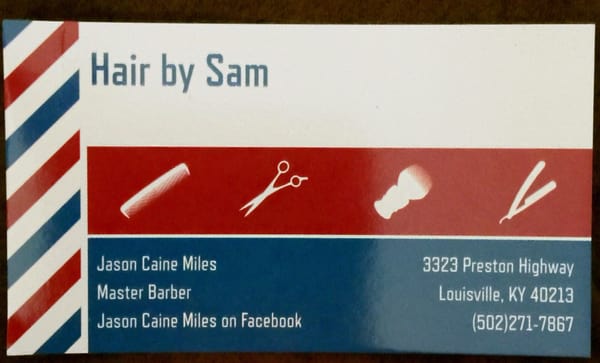 Hair by Sam
Jason Caine Miles
Master Barber
Jason Caine Miles on Facebook
3323 Preston Highway
Louisville, KY 40213
(502)271-7867